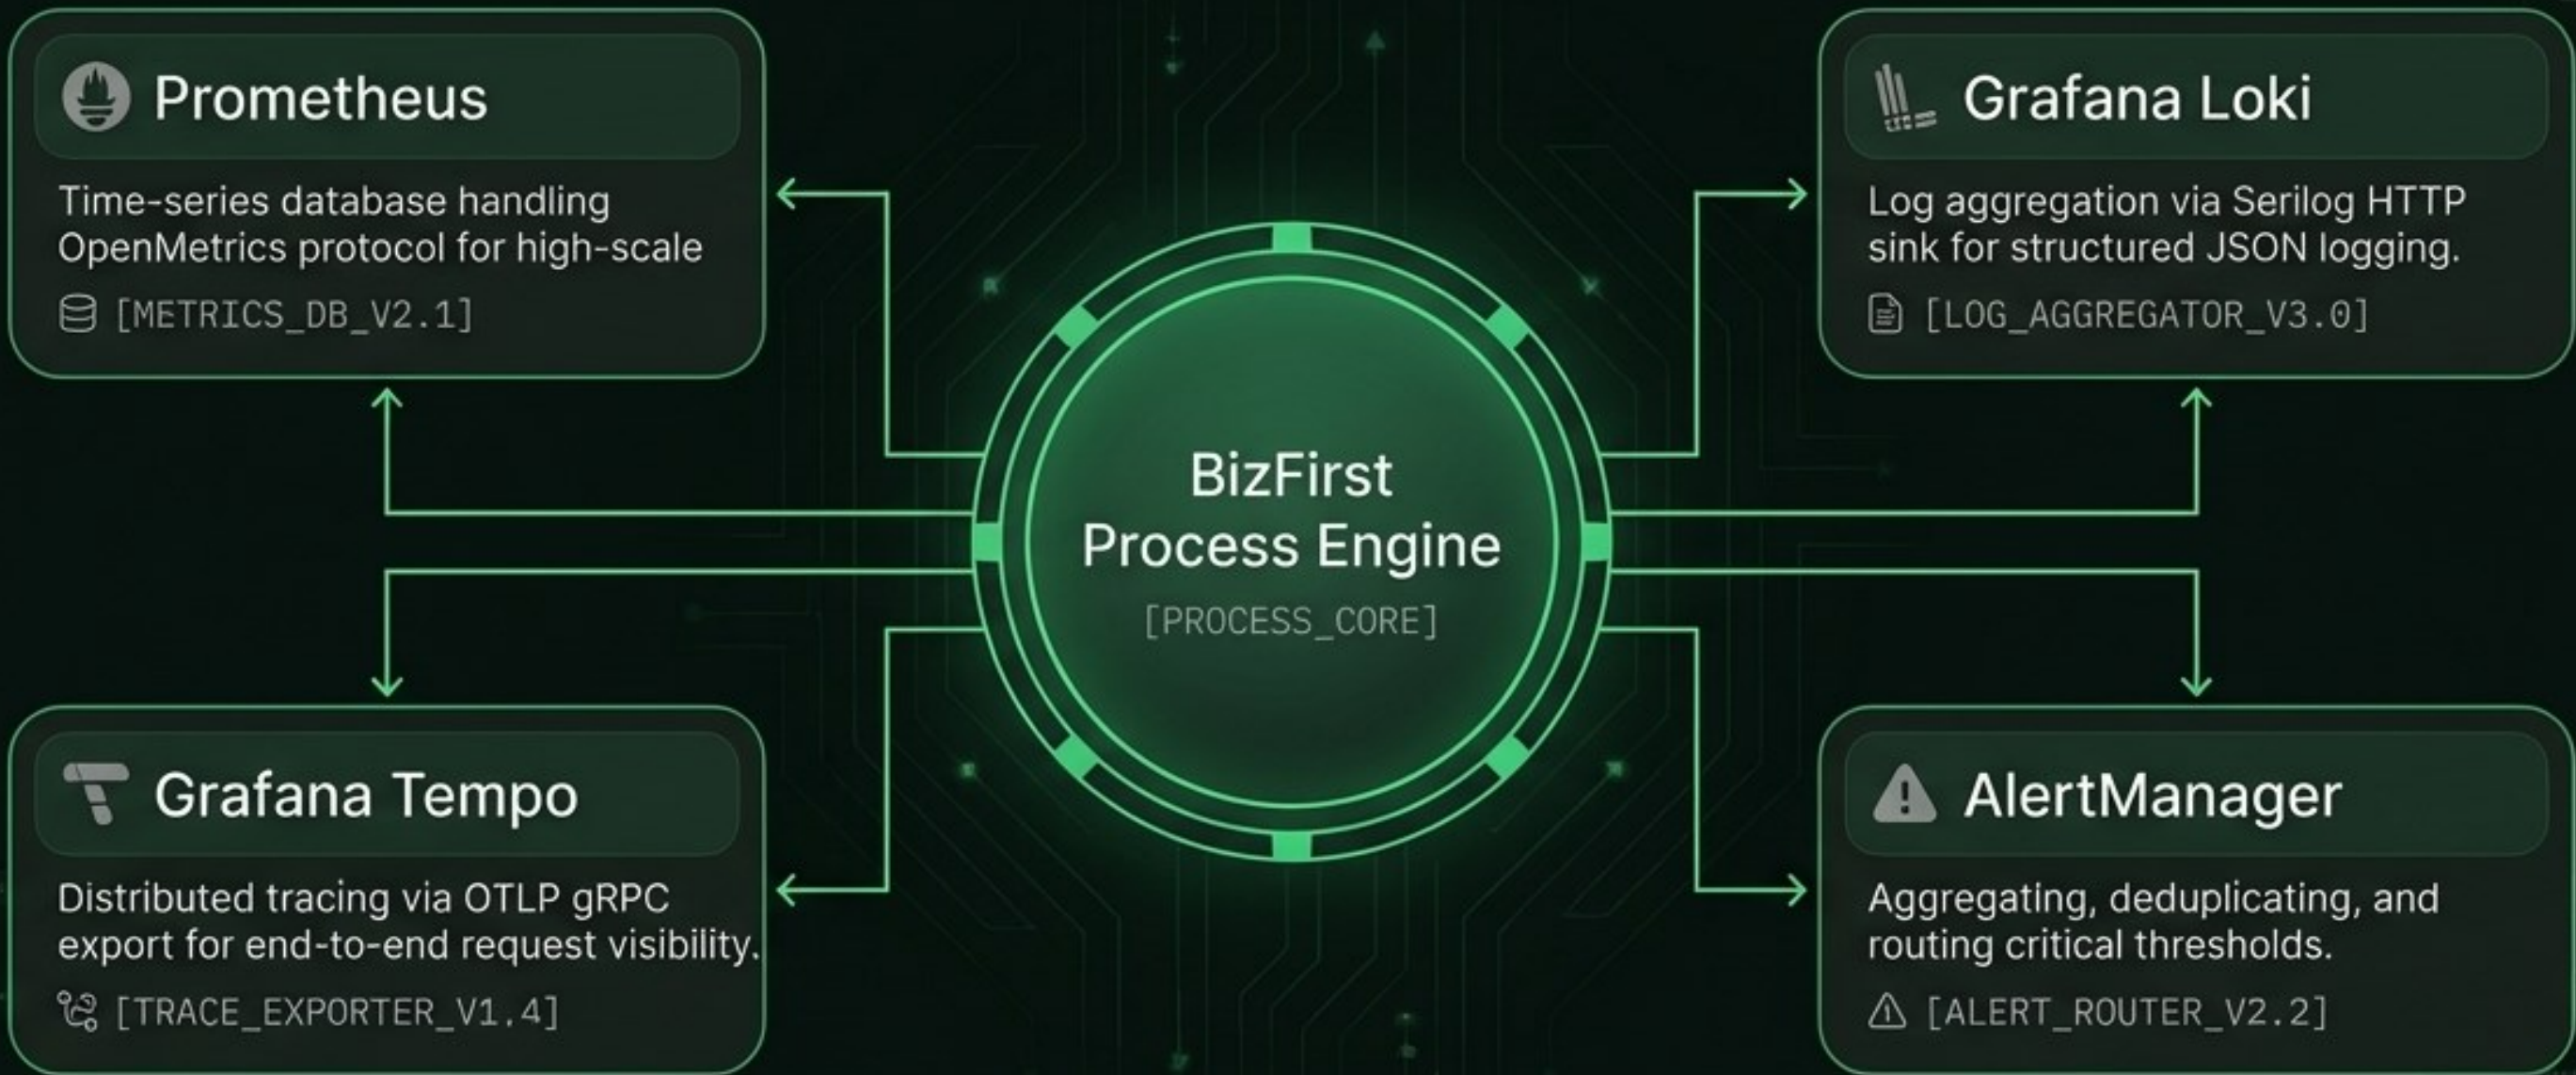 Prometheus
Time-series database handling
OpenMetrics protocol for high-scale
[METRICS_DB_V2.1]
Grafana Loki
Log aggregation via Serilog HTTP
sink for structured JSON logging.
[LOG_AGGREGATOR_V3.0]
BizFirst
Process Engine
[PROCESS_CORE]
Grafana Tempo
Distributed tracing via OTLP gRPC
export for end-to-end request visibility.
[TRACE_EXPORTER_V1.4]
AlertManager
Aggregating, deduplicating, and
routing critical thresholds.
[ALERT_ROUTER_V2.2]